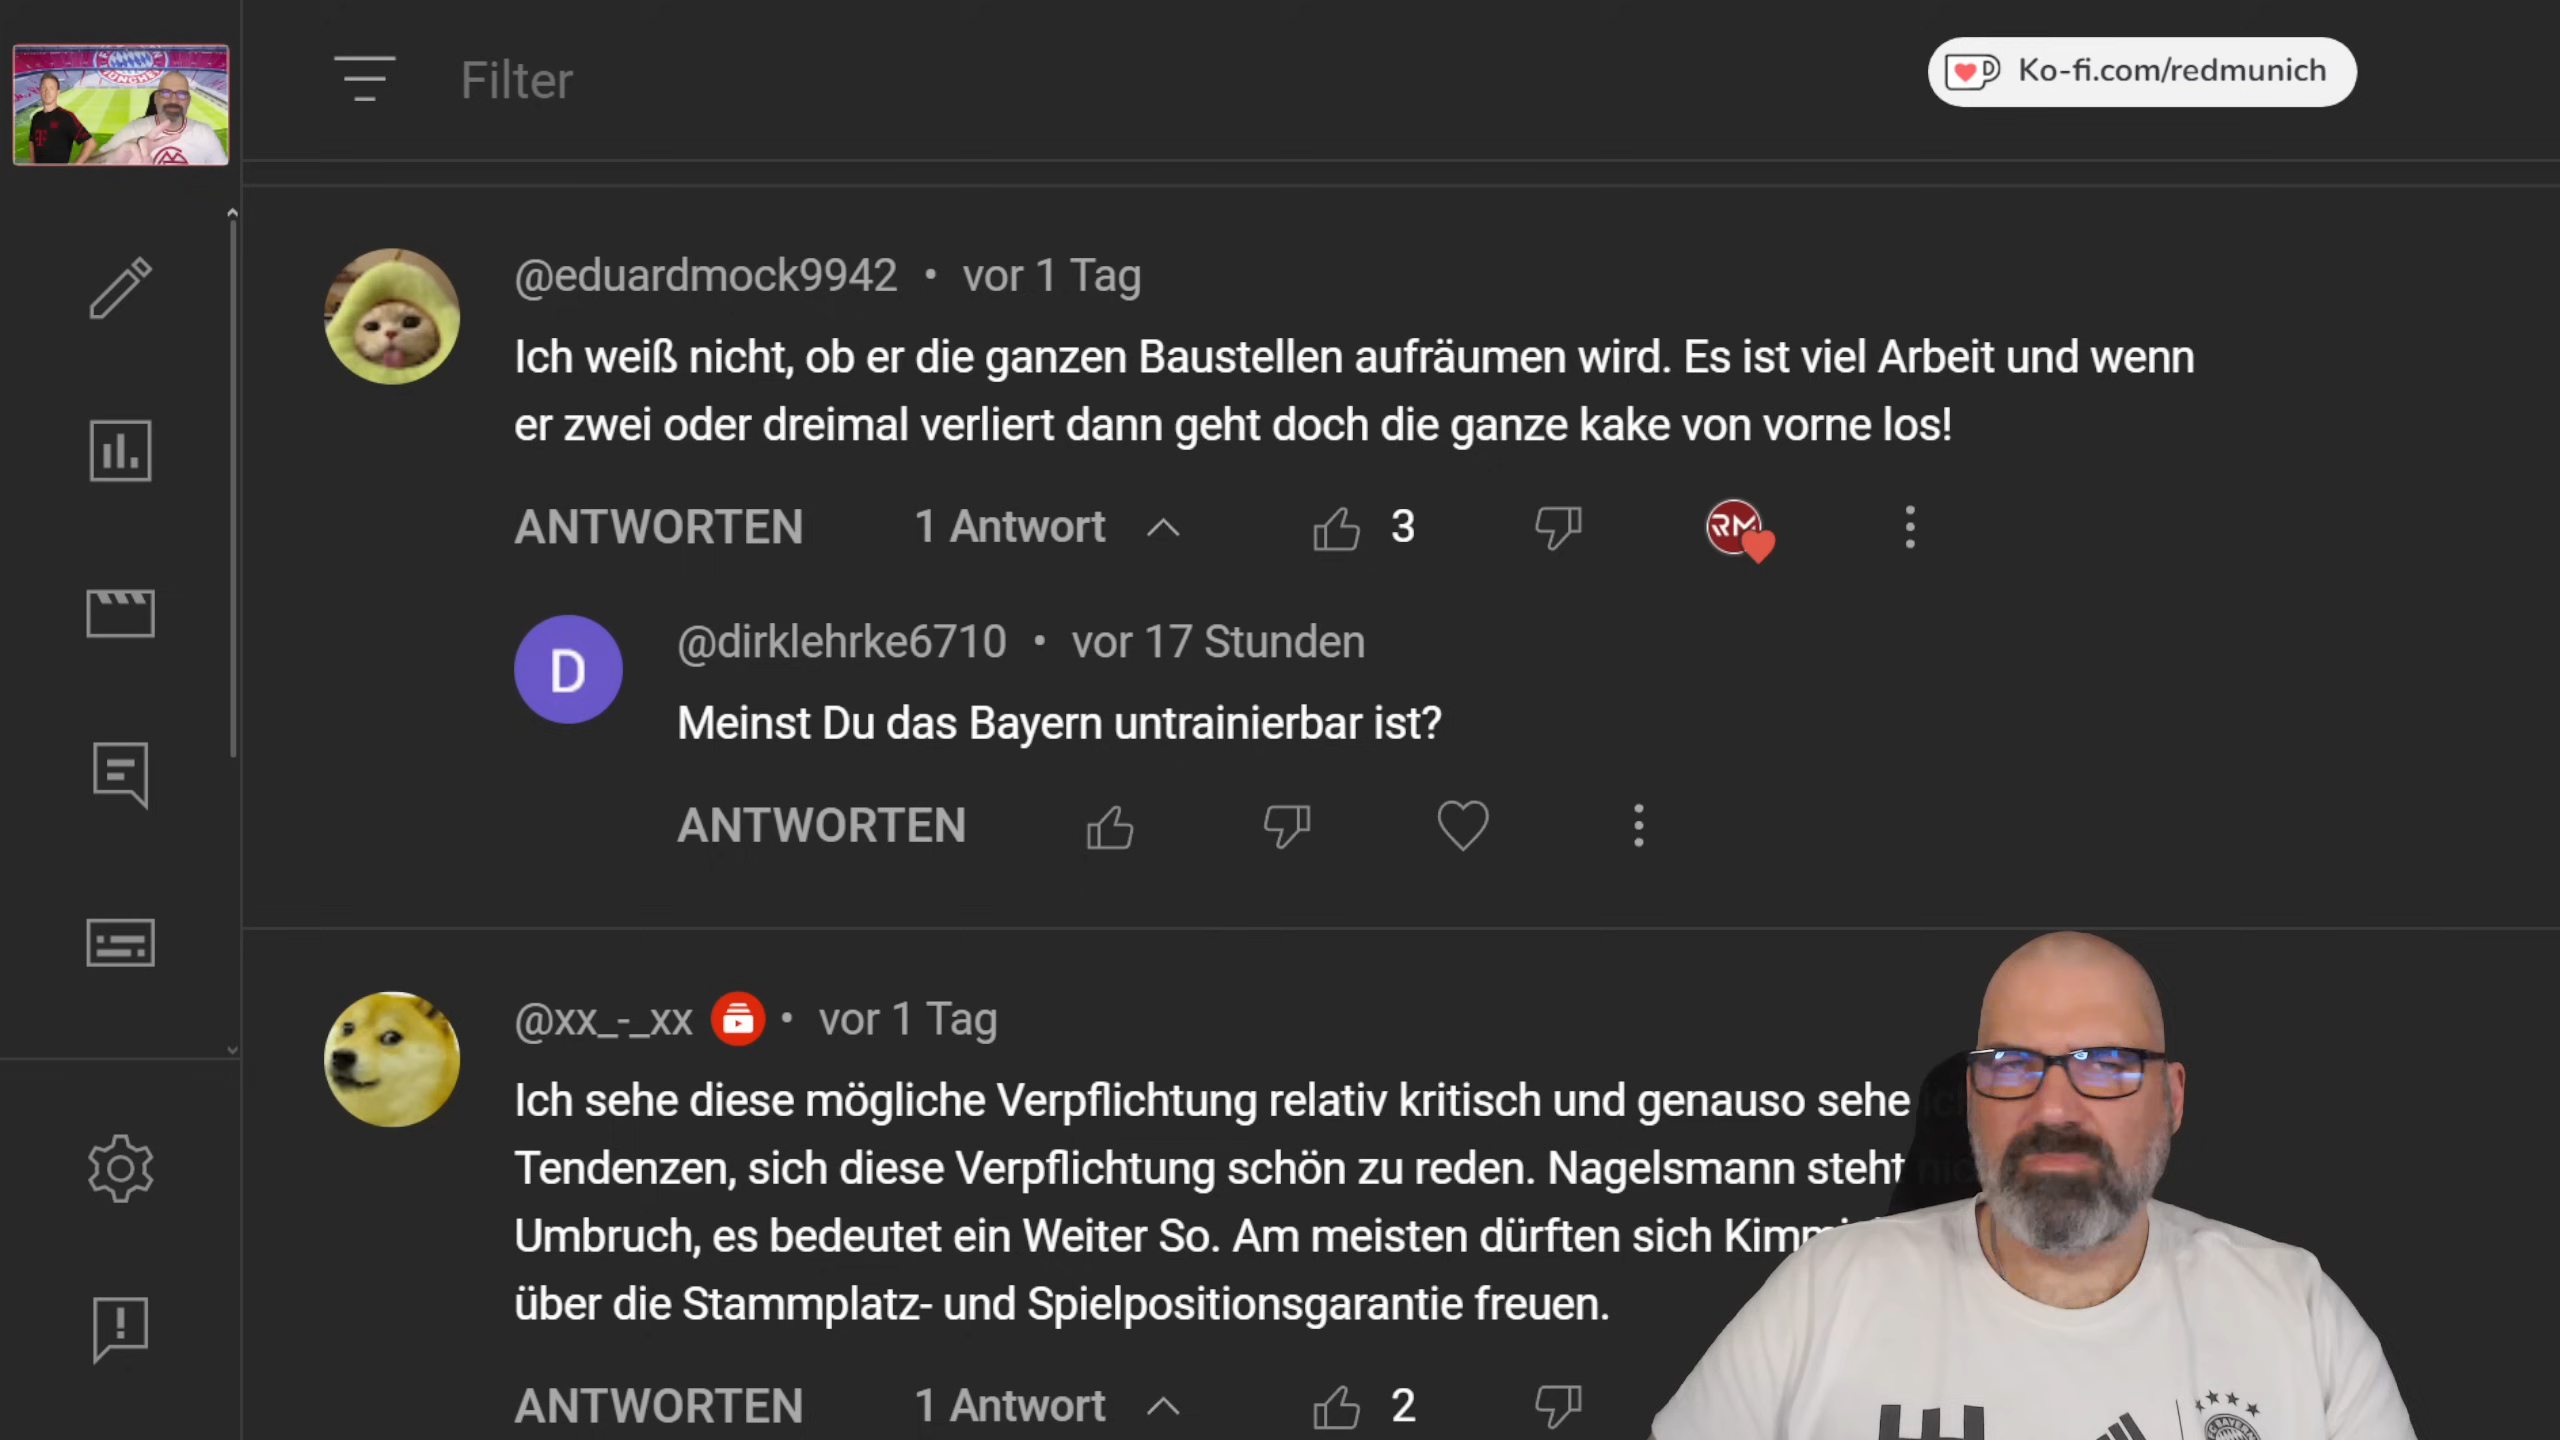 Filter
Ko-fi.com/redmunich
@eduardmock9942 • vor 1 Tag
Ich weiß nicht, ob er die ganzen Baustellen aufräumen wird. Es ist viel Arbeit und wenn
er zwei oder dreimal verliert dann geht doch die ganze kake von vorne los!
ANTWORTEN 1 Antwort 3
RM
D
@dirklehrke6710 • vor 17 Stunden
Meinst Du das Bayern untrainierbar ist?
ANTWORTEN
@xx_-_xx • vor 1 Tag
Ich sehe diese mögliche Verpflichtung relativ kritisch und genauso sehe
Tendenzen, sich diese Verpflichtung schön zu reden. Nagelsmann steht
Umbruch, es bedeutet ein Weiter So. Am meisten dürften sich
über die Stammplatz- und Spielpositionsgarantie freuen.
ANTWORTEN 1 Antwort 2